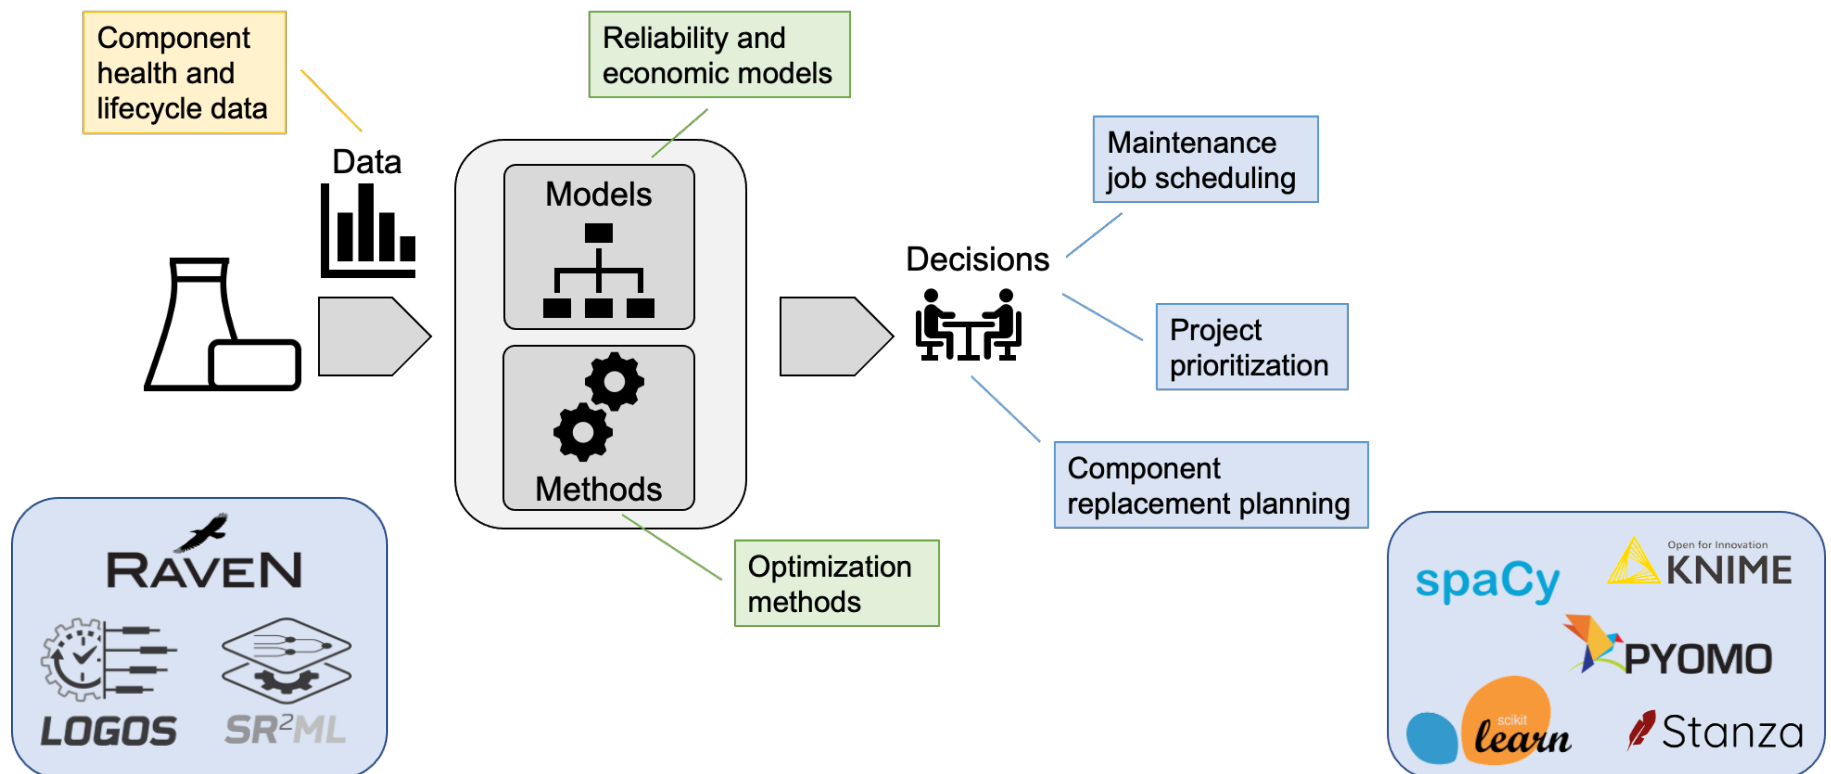 Component
health and
lifecycle data
Data
Reliability and
economic models
Models
Methods
Optimization
methods
Decisions
Maintenance
job scheduling
Project
prioritization
Component
replacement planning
RAVEN
LOGOS
SR²ML
spaCy
Open for Innovation
KNIME
PYOMO
scikit
learn
Stanza